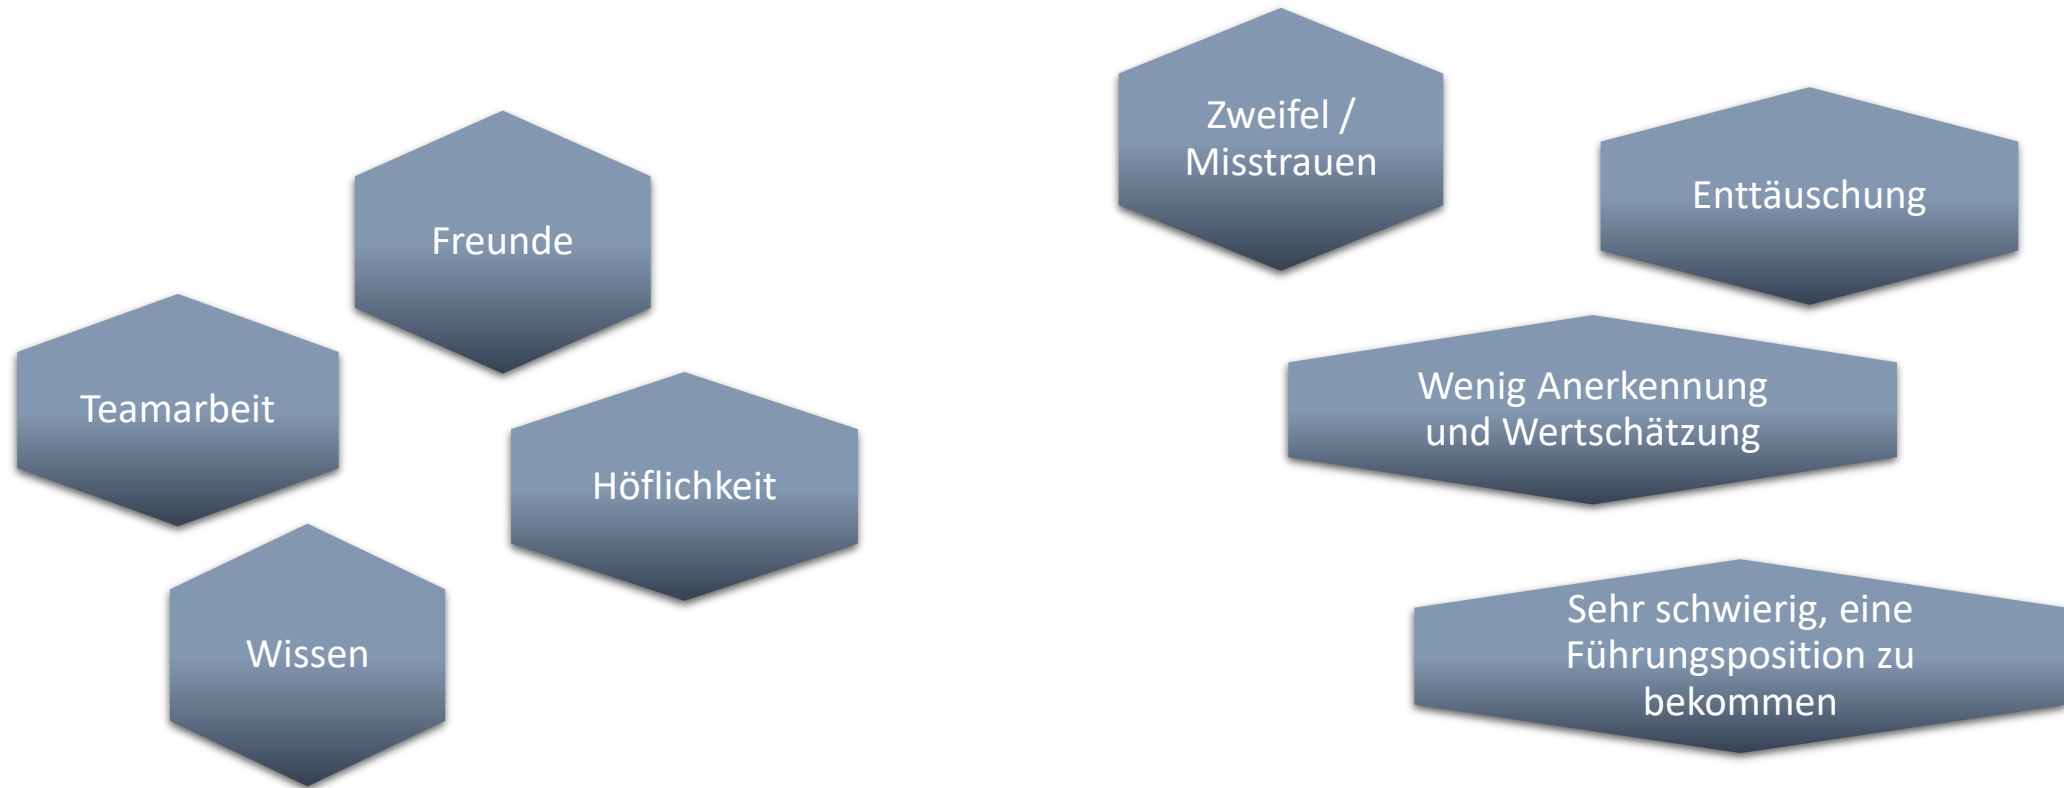 Freunde
Teamarbeit
Höflichkeit
Wissen
Zweifel /
Misstrauen
Enttäuschung
Wenig Anerkennung
und Wertschätzung
Sehr schwierig, eine
Führungsposition zu
bekommen